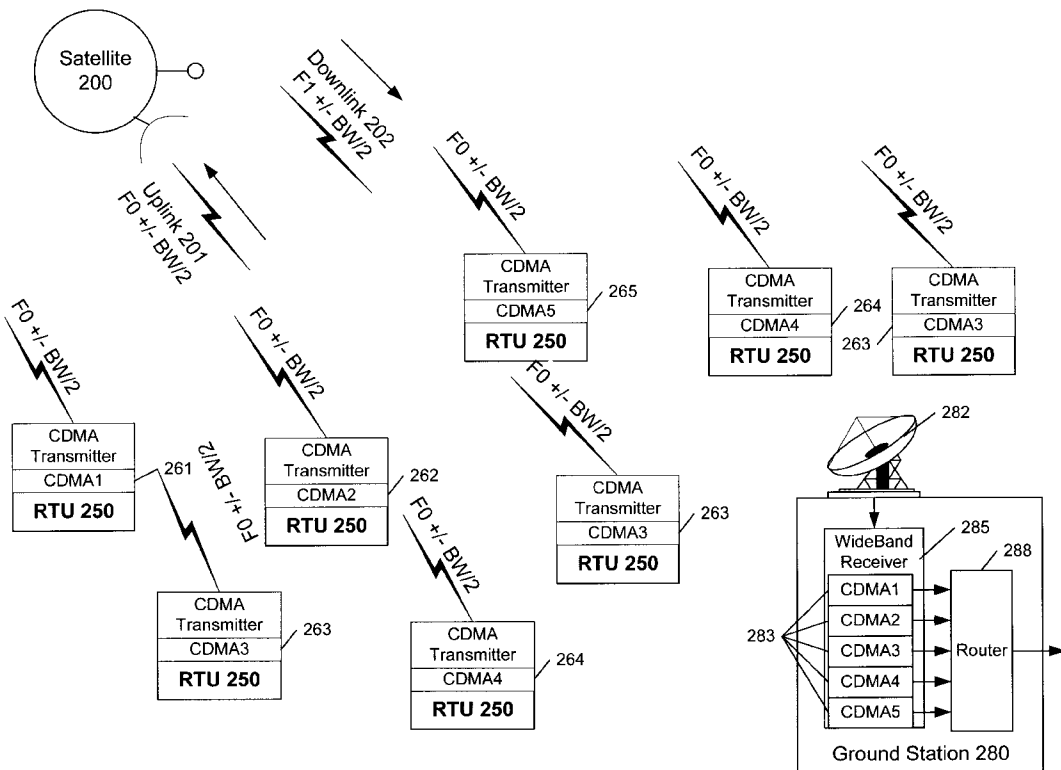 Satellite
200
Downlink 202
F1 +/- BW/2
Uplink 201
F0 +/- BW/2
F0 +/- BW/2
CDMA
Transmitter
CDMA5
RTU 250
265
F0 +/- BW/2
CDMA
Transmitter
CDMA4
RTU 250
264
F0 +/- BW/2
CDMA
Transmitter
CDMA3
RTU 250
263
F0 +/- BW/2
CDMA
Transmitter
CDMA1
RTU 250
261
F0 +/- BW/2
CDMA
Transmitter
CDMA2
RTU 250
262
F0 +/- BW/2
CDMA
Transmitter
CDMA3
RTU 250
263
F0 +/- BW/2
CDMA
Transmitter
CDMA3
RTU 250
263
F0 +/- BW/2
CDMA
Transmitter
CDMA4
RTU 250
264
282
WideBand
Receiver
285
288
CDMA1
CDMA2
CDMA3
CDMA4
CDMA5
283
Router
Ground Station 280